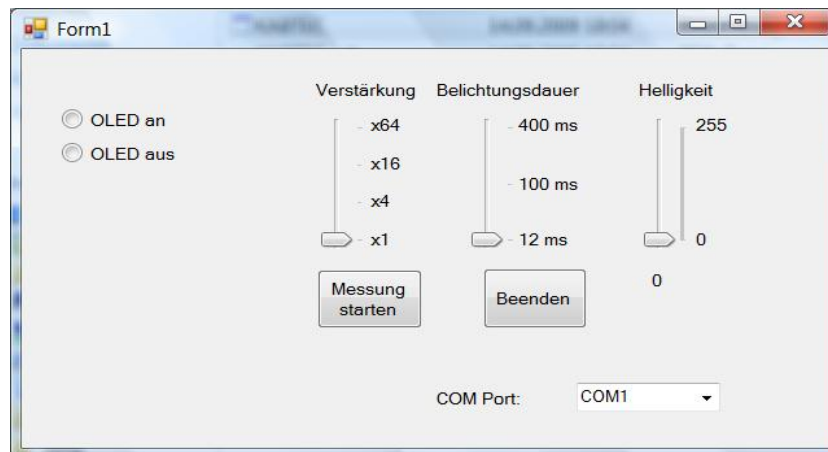 Form1
OLED an
OLED aus
Verstärkung
x64
x16
x4
x1
Belichtungsdauer
400 ms
100 ms
12 ms
Helligkeit
255
0
0
Messung
starten
Beenden
COM Port:
COM1